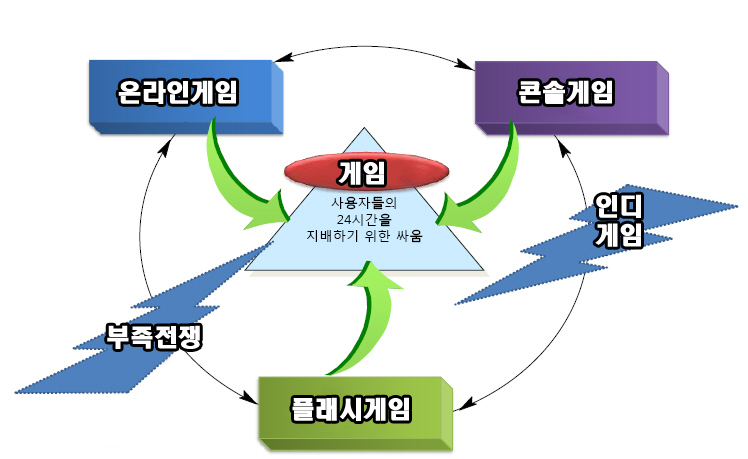 온라인게임
콘솔게임
게임
사용자들의
24시간을
지배하기 위한 싸움
인디
게임
부족전쟁
플래시게임